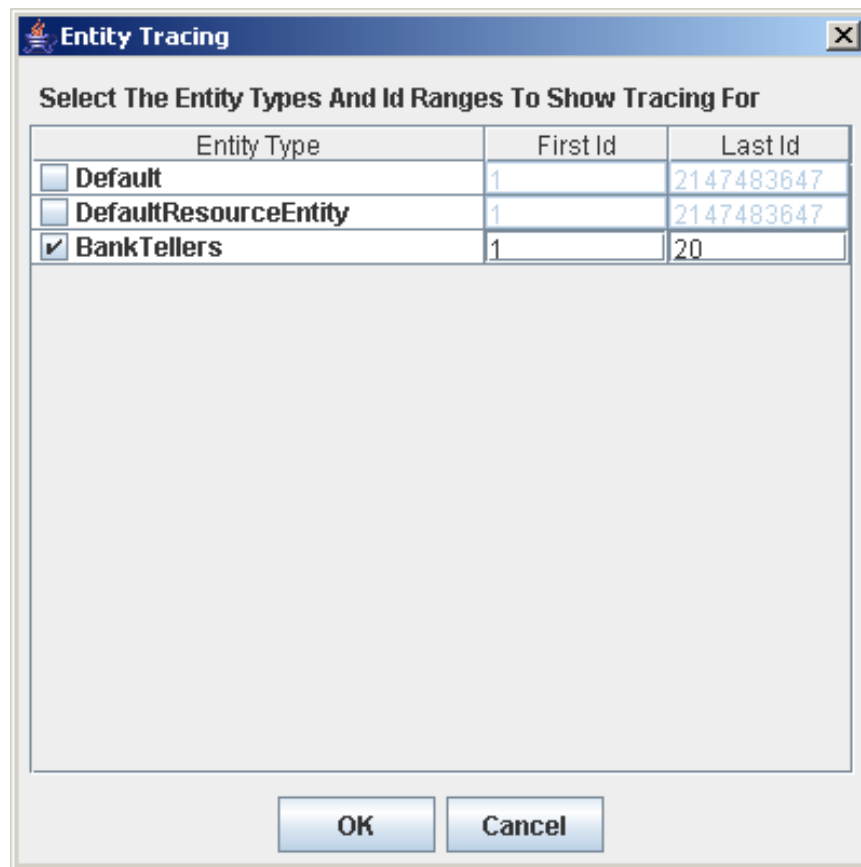 Entity Tracing
Select The Entity Types And Id Ranges To Show Tracing For
Entity Type First Id Last Id
Default 1 2147483647
DefaultResourceEntity 1 2147483647
BankTellers 1 20
OK Cancel